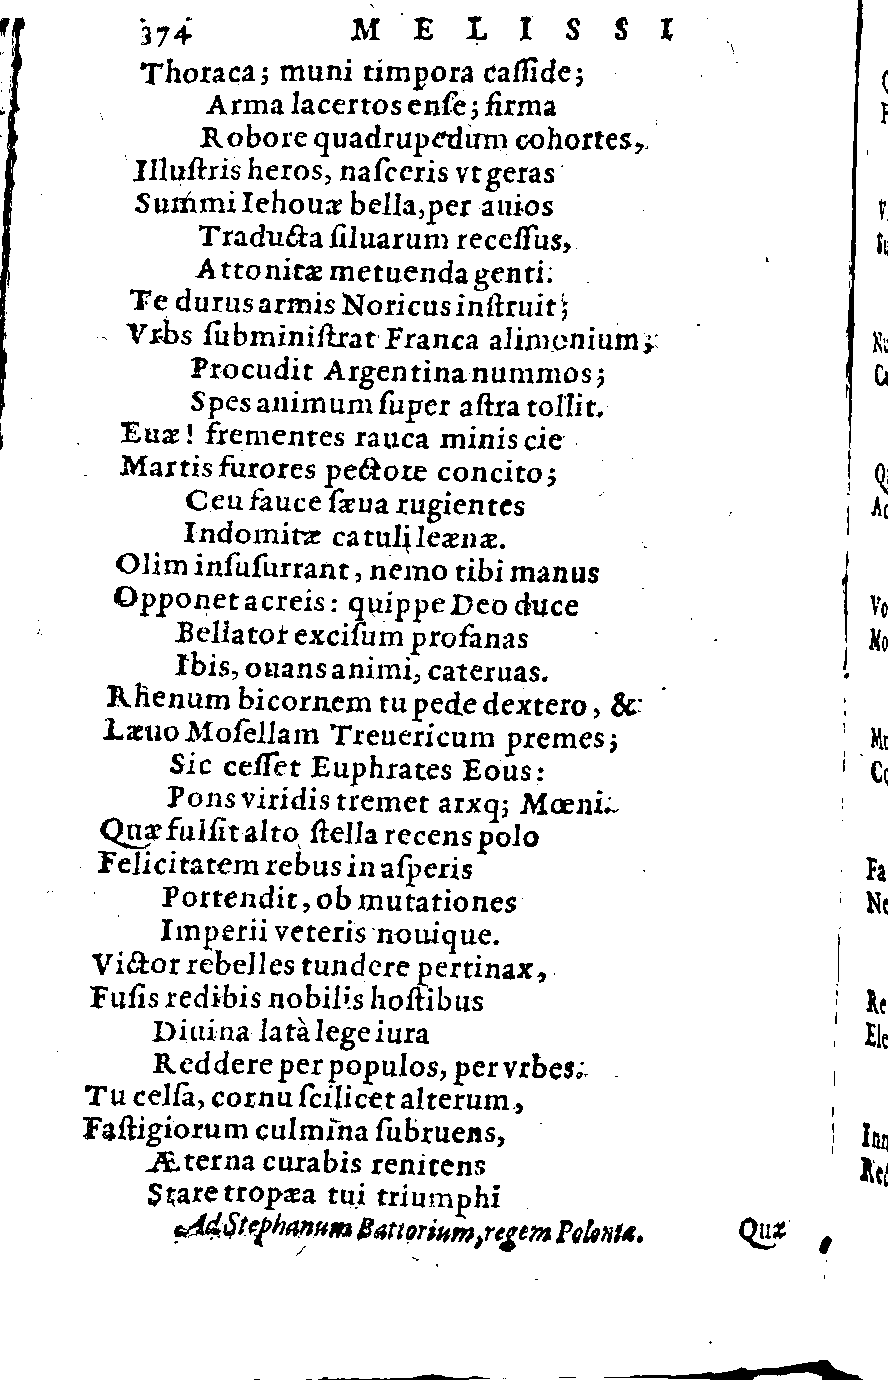 374 MELISSI
Thoraca; muni timpora caſſide;
Arma lacertos enſe; firma
Robore quadrupedum cohortes,
Illuſtris heros, naſceris vt geras
Summi Iehouæ bella, per auios
Traducta ſiluarum receſſus,
Attonitæ metuenda genti.
Te durus armis Noricus inſtruit;
Vrbs ſubminiſtrat Franca alimonium;
Procudit Argentina nummos;
Spes animum ſuper aſtra tollit.
Euæ! frementes rauca minis cie
Martis furores pectore concito;
Ceu fauce ſæua rugientes
Indomitæ catuli leænæ.
Olim inſuſurrant, nemo tibi manus
Opponet acreis: quippe Deo duce
Bellator exciſum profanas
Ibis, ouans animi, cateruas.
Rhenum bicornem tu pede dextero, &
Læuo Moſellam Treuericum premes;
Sic ceſſet Euphrates Eous:
Pons viridis tremet arxq; Mœni.
Quæ fulſit alto ſtella recens polo
Felicitatem rebus in aſperis
Portendit, ob mutationes
Imperii veteris nouique.
Victor rebelles tundere pertinax,
Fuſis redibis nobilis hoſtibus
Diuina latà lege iura
Reddere per populos, per vrbes.
Tu celſa, cornu ſcilicet alterum,
Faſtigiorum culmina ſubruens,
Æterna curabis renitens
Stare tropæa tui triumphi
Ad Stephanum Battorium, regem Poloniæ.
Quæ